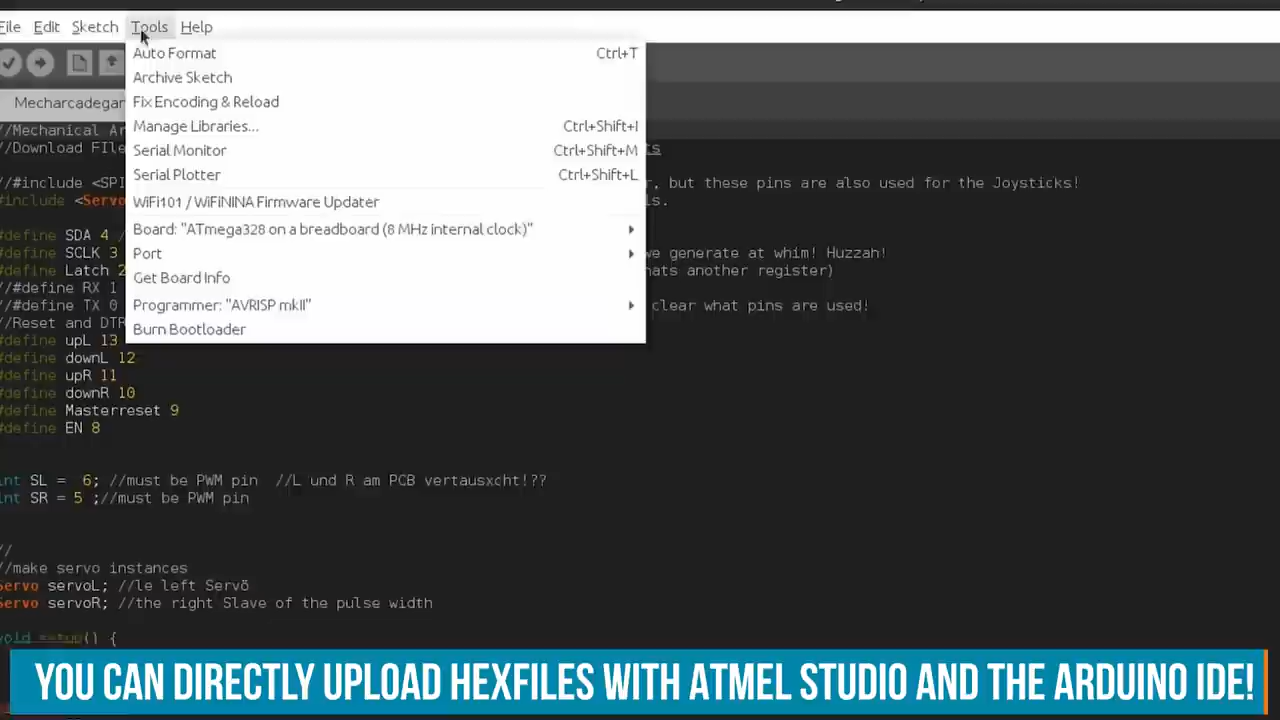 File Edit Sketch Tools Help
Auto Format Ctrl+T
Archive Sketch
Mecharcadegar
Fix Encoding & Reload
//Mechanical Ar
Manage Libraries... Ctrl+Shift+I
//Download FIle
Serial Monitor Ctrl+Shift+M
ts
Serial Plotter Ctrl+Shift+L
//#include <SPI
r, but these pins are also used for the Joysticks!
#include <Servo
ls.
WiFi101 / WiFiNINA Firmware Updater
#define SDA 4 /
Board: "ATmega328 on a breadboard (8 MHz internal clock)"
#define SCLK 3
Port
we generate at whim! Huzzah!
#define Latch 2
Get Board Info
hats another register)
//#define RX 1
//#define TX 0
Programmer: "AVRISP mkII"
clear what pins are used!
//Reset and DTR
Burn Bootloader
#define upL 13
#define downL 12
#define upR 11
#define downR 10
#define Masterreset 9
#define EN 8
int SL =  6; //must be PWM pin  //L und R am PCB vertausxcht!??
int SR = 5 ;//must be PWM pin
//
//make servo instances
Servo servoL; //le left Servö
Servo servoR; //the right Slave of the pulse width
void setup() {
YOU CAN DIRECTLY UPLOAD HEXFILES WITH ATMEL STUDIO AND THE ARDUINO IDE!